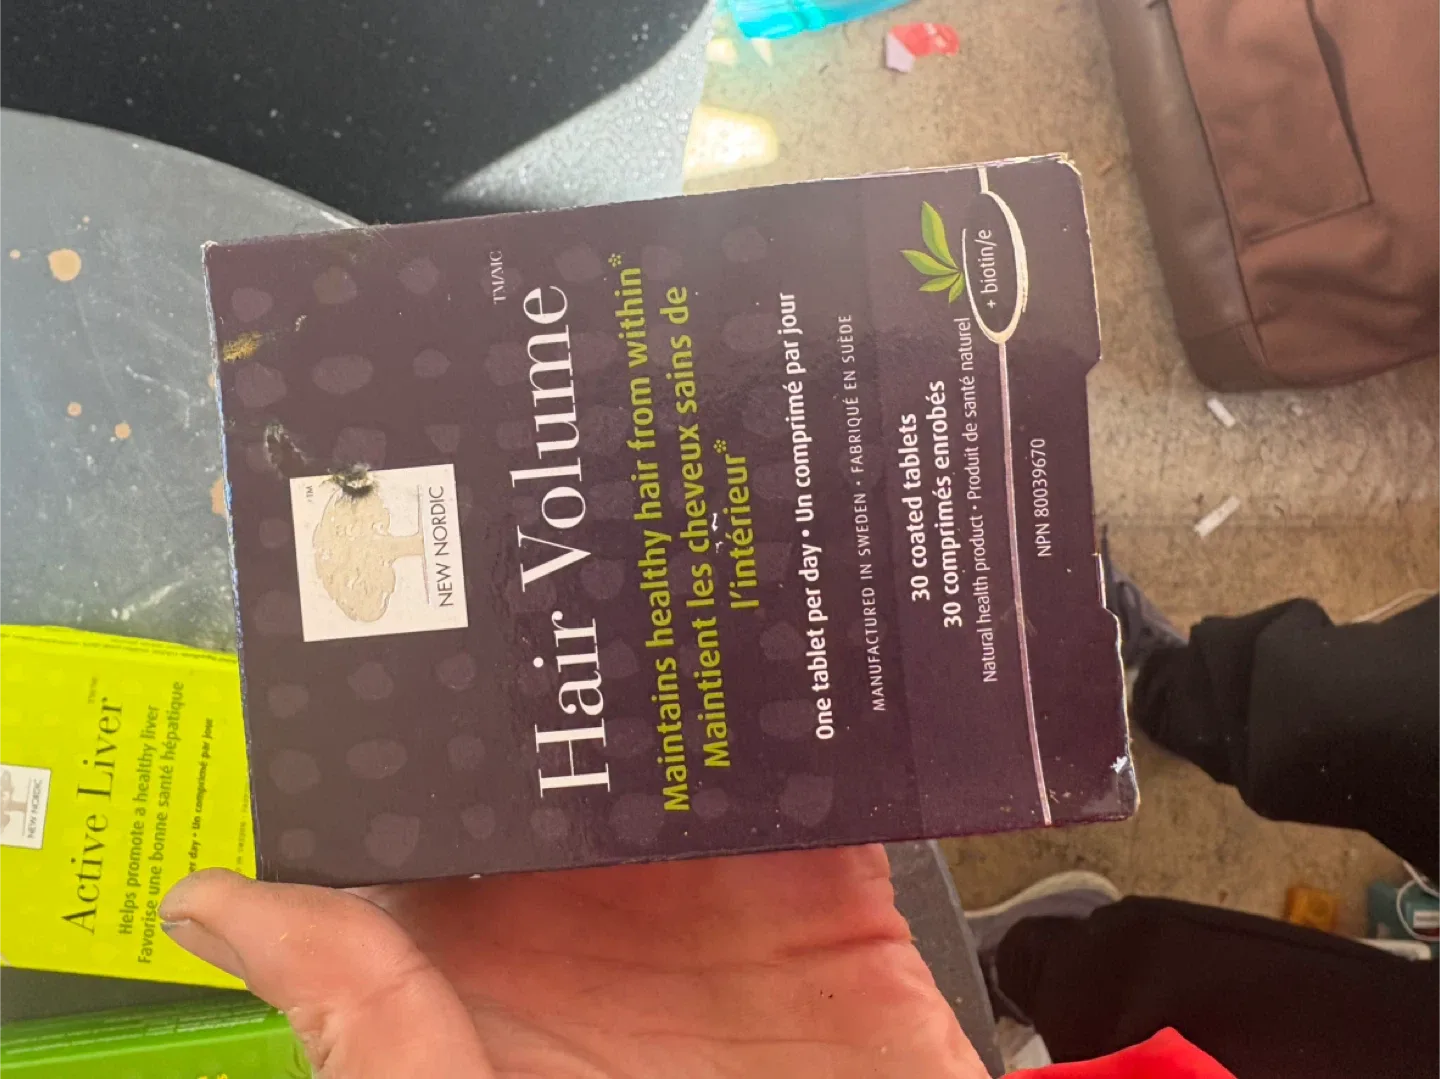 TM
NEW NORDIC
Hair Volume TM/MC
Maintains healthy hair from within*
Maintient les cheveux sains de
l'intérieur*
One tablet per day • Un comprimé par jour
MANUFACTURED IN SWEDEN • FABRIQUÉ EN SUÈDE
30 coated tablets
30 comprimés enrobés
Natural health product • Produit de santé naturel
+ biotin/e
NPN 80039670
NEW NORDIC
Active Liver
Helps promote a healthy liver
Favorise une bonne santé hépatique
day • Un comprimé par jour